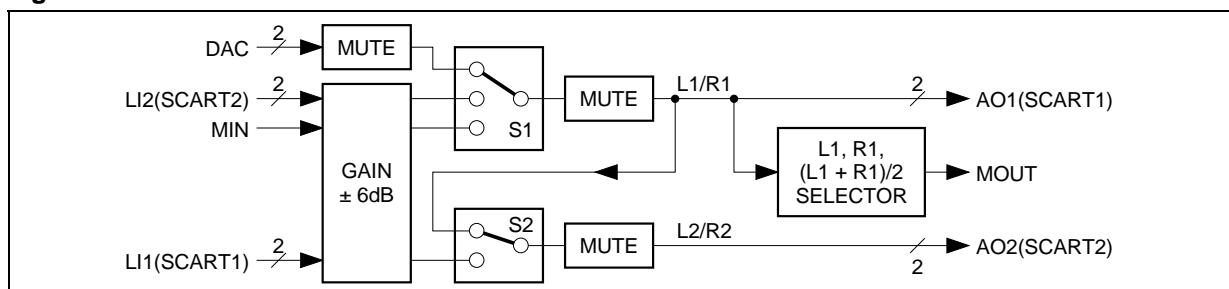 DAC
2
MUTE
LI2(SCART2)
2
MIN
GAIN
± 6dB
LI1(SCART1)
2
S1
MUTE
L1/R1
2
AO1(SCART1)
L1, R1,
(L1 + R1)/2
SELECTOR
MOUT
S2
MUTE
L2/R2
2
AO2(SCART2)